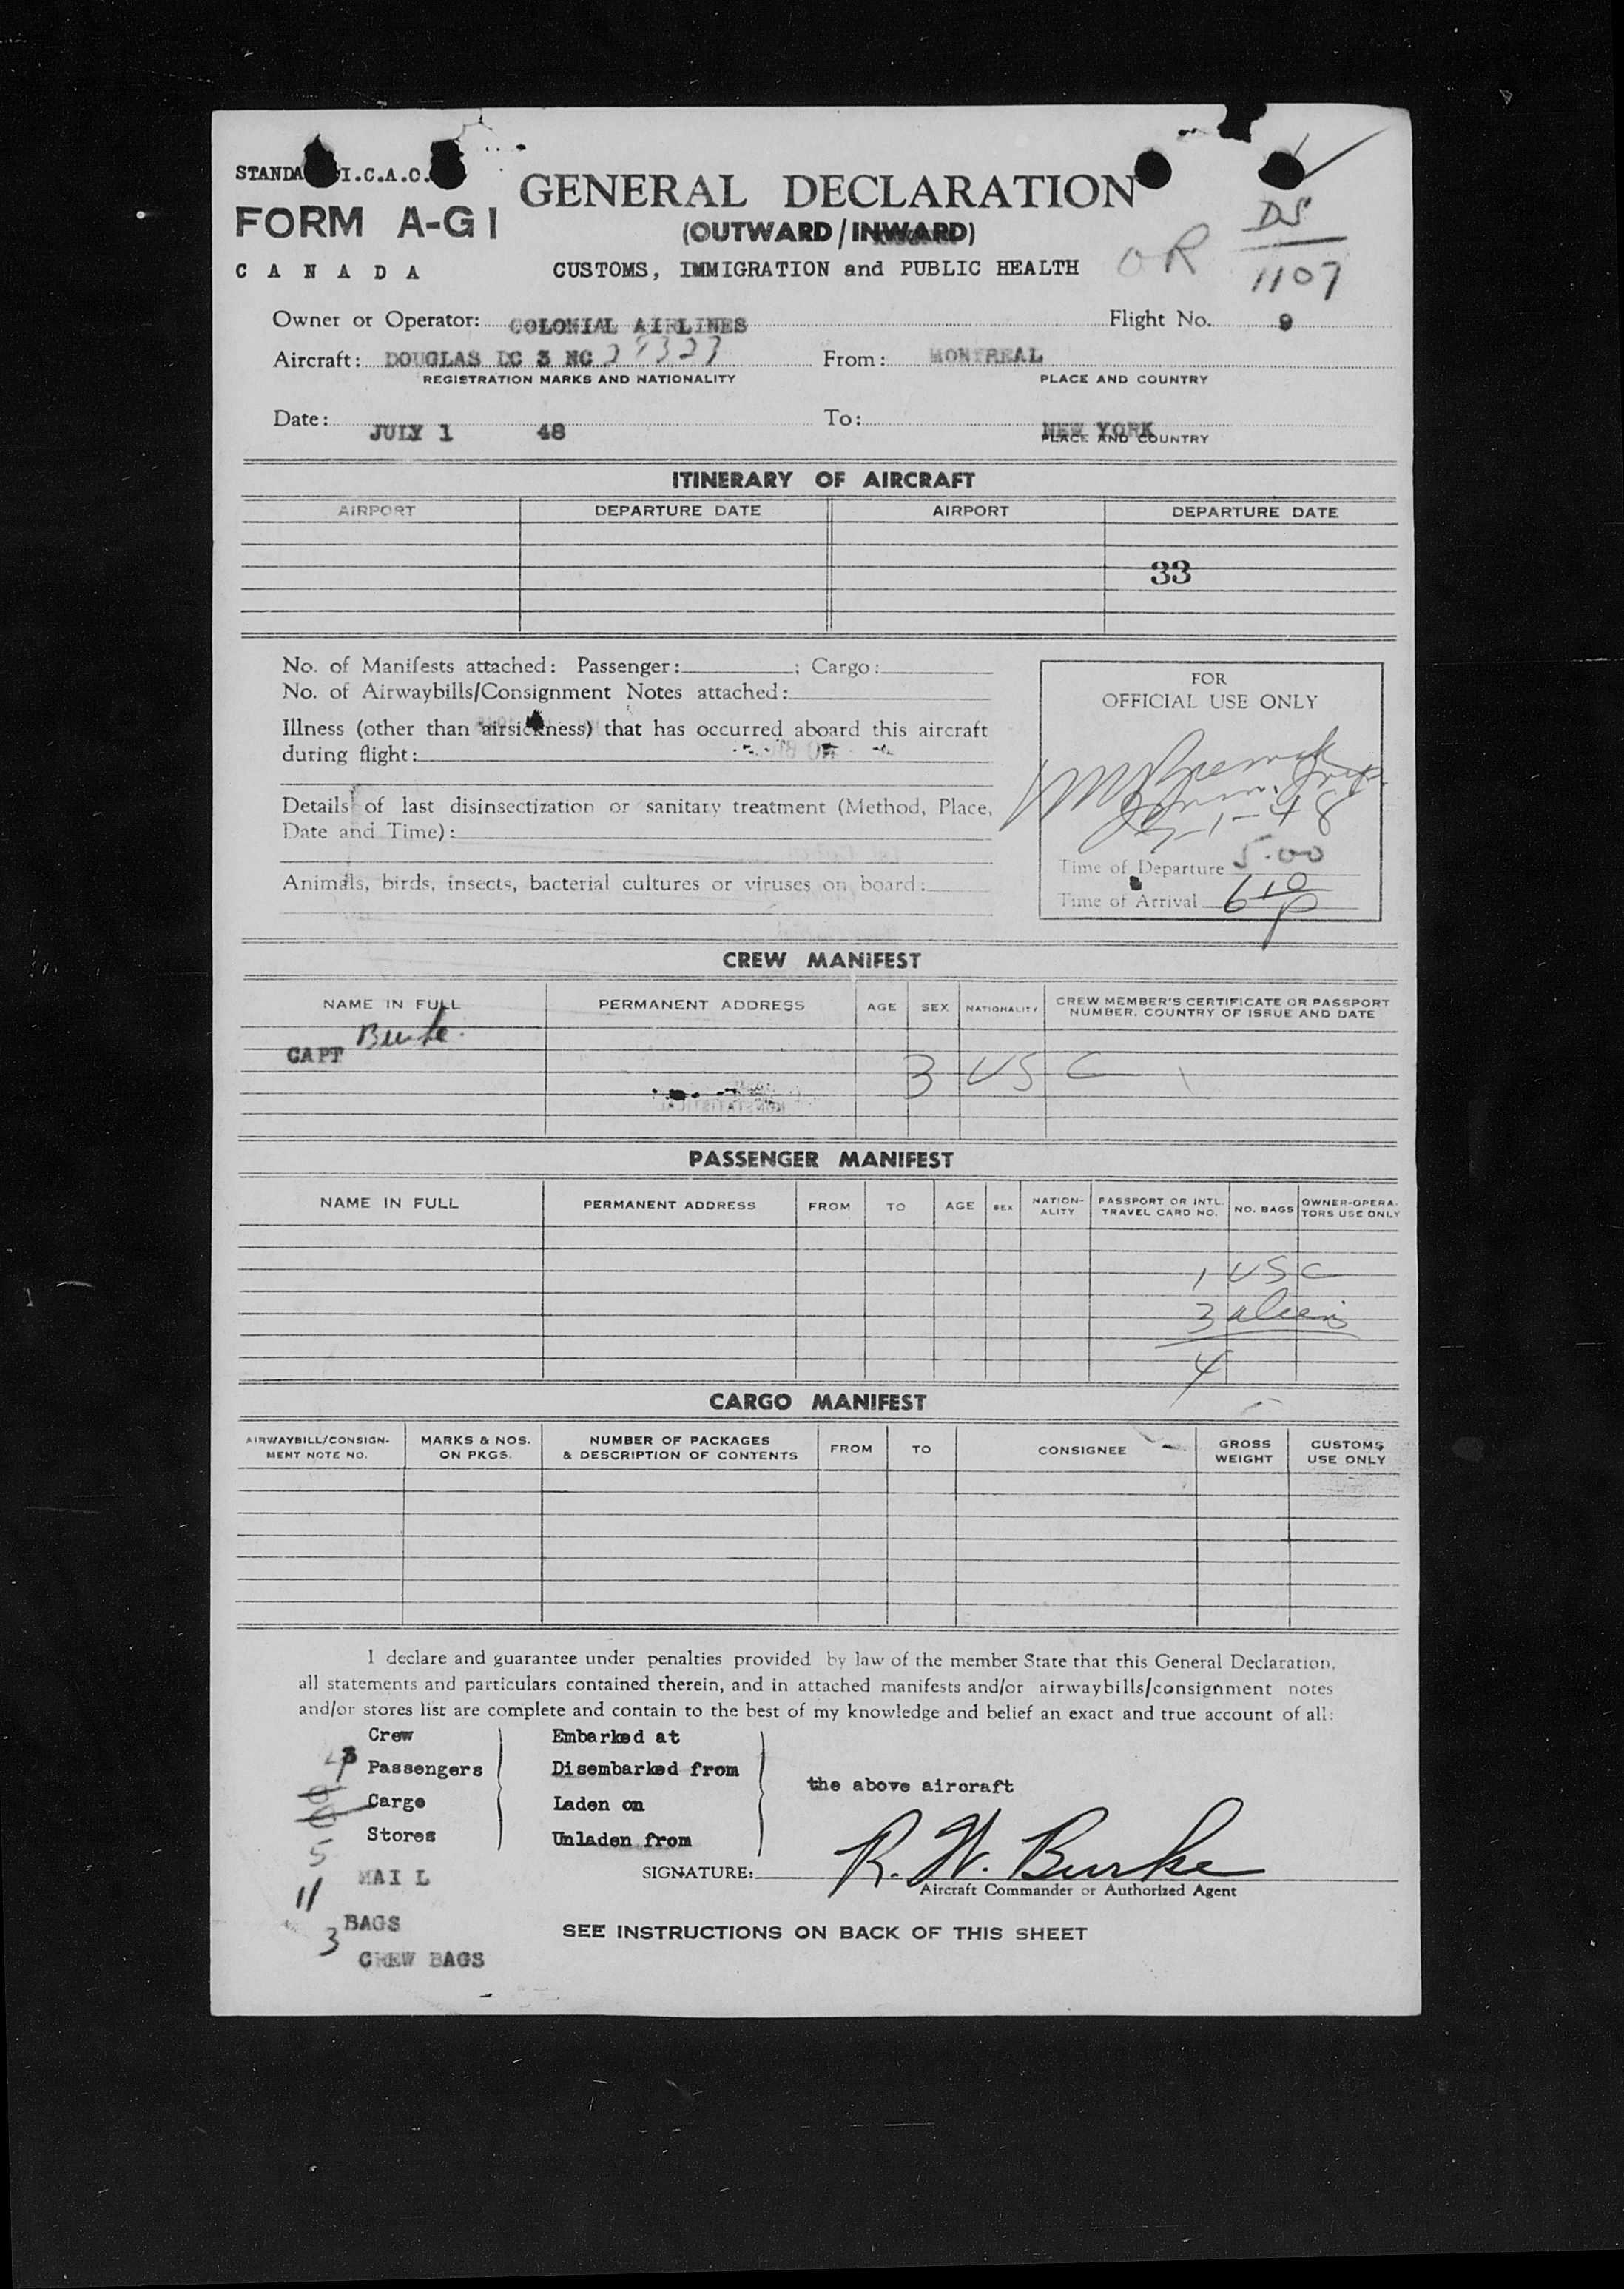 STANDA I.C.A.O.
FORM A-G1
CANADA
GENERAL DECLARATION
(OUTWARD/INWARD)
CUSTOMS, IMMIGRATION and PUBLIC HEALTH
OR DS
1107
Owner or Operator: COLONIAL AIRLINES Flight No. 9
Aircraft: DOUGLAS DC 3 NC From: MONTREAL
REGISTRATION MARKS AND NATIONALITY PLACE AND COUNTRY
Date: JULY 1 48 To: NEW YORK
PLACE AND COUNTRY
ITINERARY OF AIRCRAFT
AIRPORT DEPARTURE DATE AIRPORT DEPARTURE DATE
33
No. of Manifests attached: Passenger: ; Cargo:
No. of Airwaybills/Consignment Notes attached:
Illness (other than airsickness) that has occurred aboard this aircraft
during flight:
Details of last disinsectization or sanitary treatment (Method, Place,
Date and Time):
Animals, birds, insects, bacterial cultures or viruses on board:
FOR
OFFICIAL USE ONLY
7-1-48
Time of Departure 5.00
Time of Arrival 6 10 P
CREW MANIFEST
NAME IN FULL PERMANENT ADDRESS AGE SEX NATIONALITY CREW MEMBER'S CERTIFICATE OR PASSPORT
NUMBER, COUNTRY OF ISSUE AND DATE
CAPT Burke
3 USC
PASSENGER MANIFEST
NAME IN FULL PERMANENT ADDRESS FROM TO AGE SEX NATION-
ALITY PASSPORT OR INTL.
TRAVEL CARD NO. NO. BAGS OWNER-OPERA-
TORS USE ONLY
1 USC
3 aliens
4
CARGO MANIFEST
AIRWAYBILL/CONSIGN-
MENT NOTE NO. MARKS & NOS.
ON PKGS. NUMBER OF PACKAGES
& DESCRIPTION OF CONTENTS FROM TO CONSIGNEE GROSS
WEIGHT CUSTOMS
USE ONLY
I declare and guarantee under penalties provided by law of the member State that this General Declaration,
all statements and particulars contained therein, and in attached manifests and/or airwaybills/consignment notes
and/or stores list are complete and contain to the best of my knowledge and belief an exact and true account of all:
Crew Embarked at
Passengers Disembarked from
the above aircraft
Cargo Laden on
Stores Unladen from
5 MAIL
SIGNATURE: R. W. Burke
Aircraft Commander or Authorized Agent
11 BAGS
3 CREW BAGS
SEE INSTRUCTIONS ON BACK OF THIS SHEET